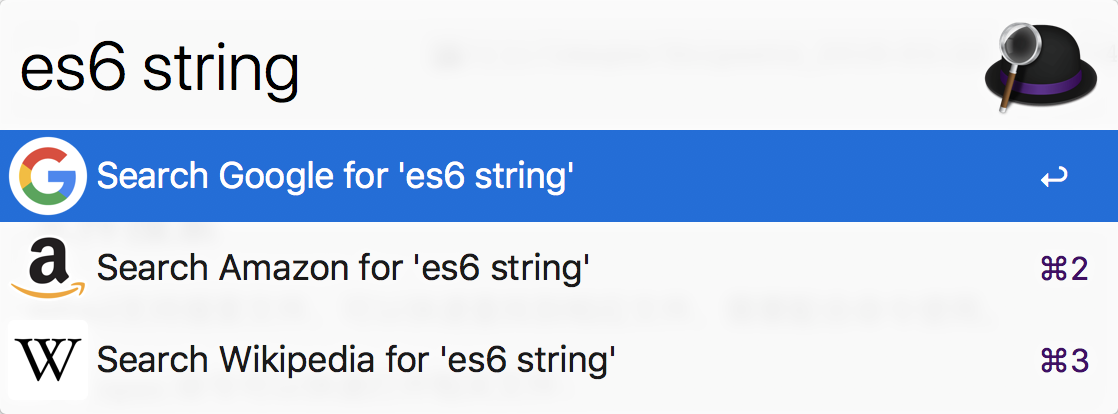 es6 string
Search Google for 'es6 string' ↩
Search Amazon for 'es6 string' ⌘2
Search Wikipedia for 'es6 string' ⌘3